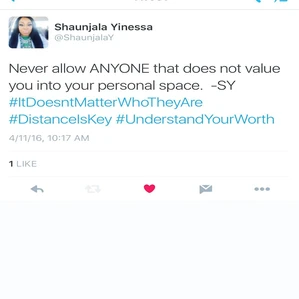 Shaunjala Yinessa
@ShaunjalaY
Never allow ANYONE that does not value
you into your personal space.  -SY
#ItDoesntMatterWhoTheyAre
#DistanceIsKey #UnderstandYourWorth
4/11/16, 10:17 AM
1 LIKE